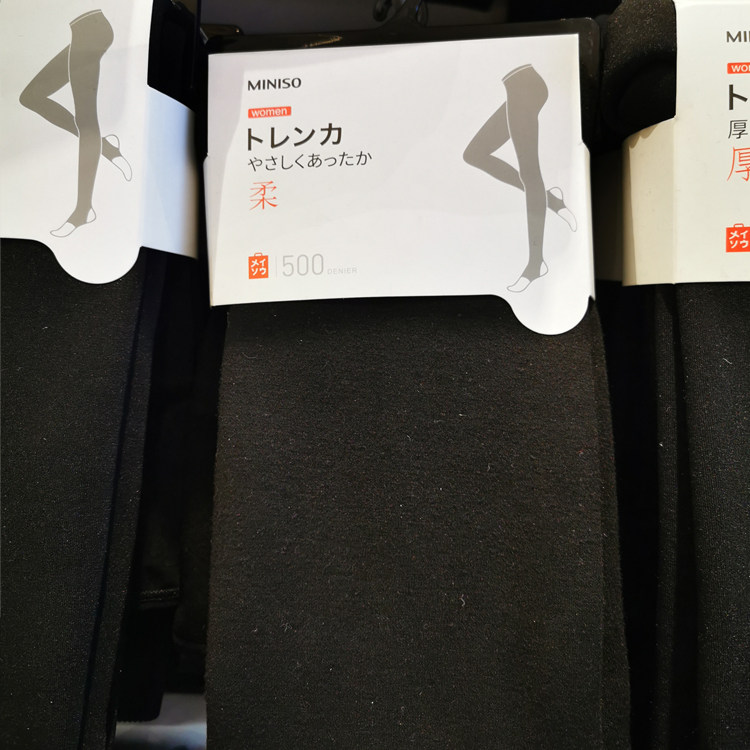 MINISO
women
トレンカ
やさしくあったか
柔
メイ
ソウ
500
DENIER
MI
ト
厚
厚
メイ
ソウ